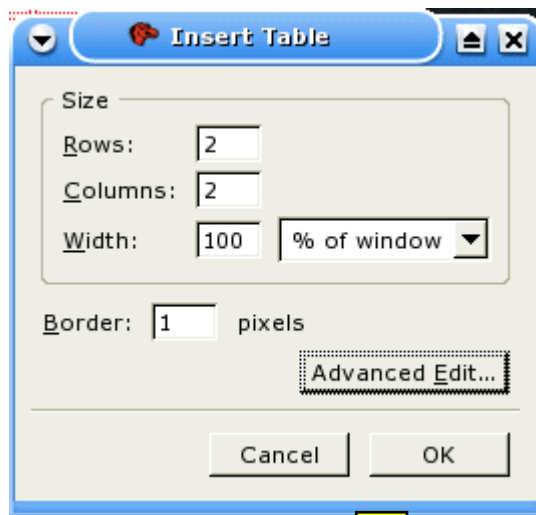 Insert Table
Size
Rows: 2
Columns: 2
Width: 100 % of window
Border: 1 pixels
Advanced Edit...
Cancel OK